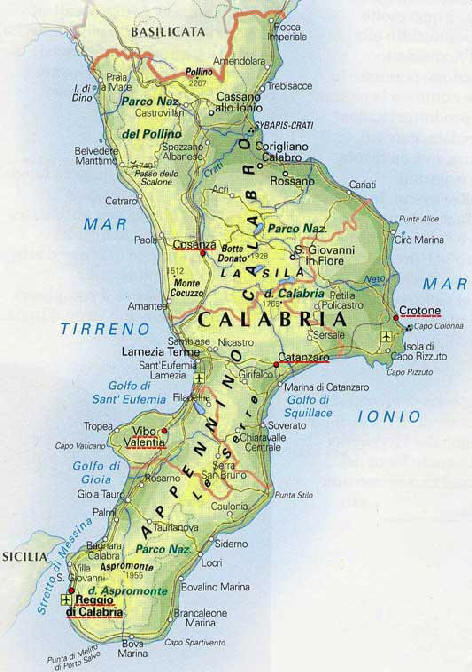 BASILICATA
Rocca
Imperiale
Amendolara
Pollino
2267
Praia
a Mare
I. di
Dino
Trebisacce
Parco Naz.
Castrovillari
Cassano
allo Ionio
del Pollino
SYBARIS-CRATI
Spezzano
Albanese
Crati
Corigliano
Calabro
Belvedere
Marittimo
Passo dello
Scalone
Rossano
Acri
Cariati
Cetraro
MAR
Parco Naz.
Punta Alice
Cirò Marina
Paola
Cosenza
Botte
Donato
1928
S. Giovanni
in Fiore
LA SILA
1512
Monte
Cocuzzo
Neto
MAR
d. Calabria
Petilia
Policastro
Amantea
Crotone
CALABRIA
Capo Colonna
TIRRENO
Sersale
Sambiase
Nicastro
Lamezia Terme
Isola di
Capo Rizzuto
Sant'Eufemia
Lamezia
Catanzaro
Capo Rizzuto
Girifalco
Marina di Catanzaro
Golfo di
Sant' Eufemia
Golfo di
Squillace
IONIO
Filadelfia
Tropea
Vibo
Valentia
Soverato
Capo Vaticano
Chiaravalle
Centrale
Le Serre
Golfo di
Gioia
Serra
San Bruno
Rosarno
APPENNINO CALABRO
Gioia Tauro
Punta Stilo
Palmi
Caulonia
Taurianova
Stretto di Messina
Bagnara
Calabra
Parco Naz.
Siderno
SICILIA
Aspromonte
1955
Locri
Villa
S. Giovanni
d. Aspromonte
Bovalino Marina
Reggio
di Calabria
Brancaleone
Marina
Bova
Marina
Capo Spartivento
Punta di Melito
di Porto Salvo